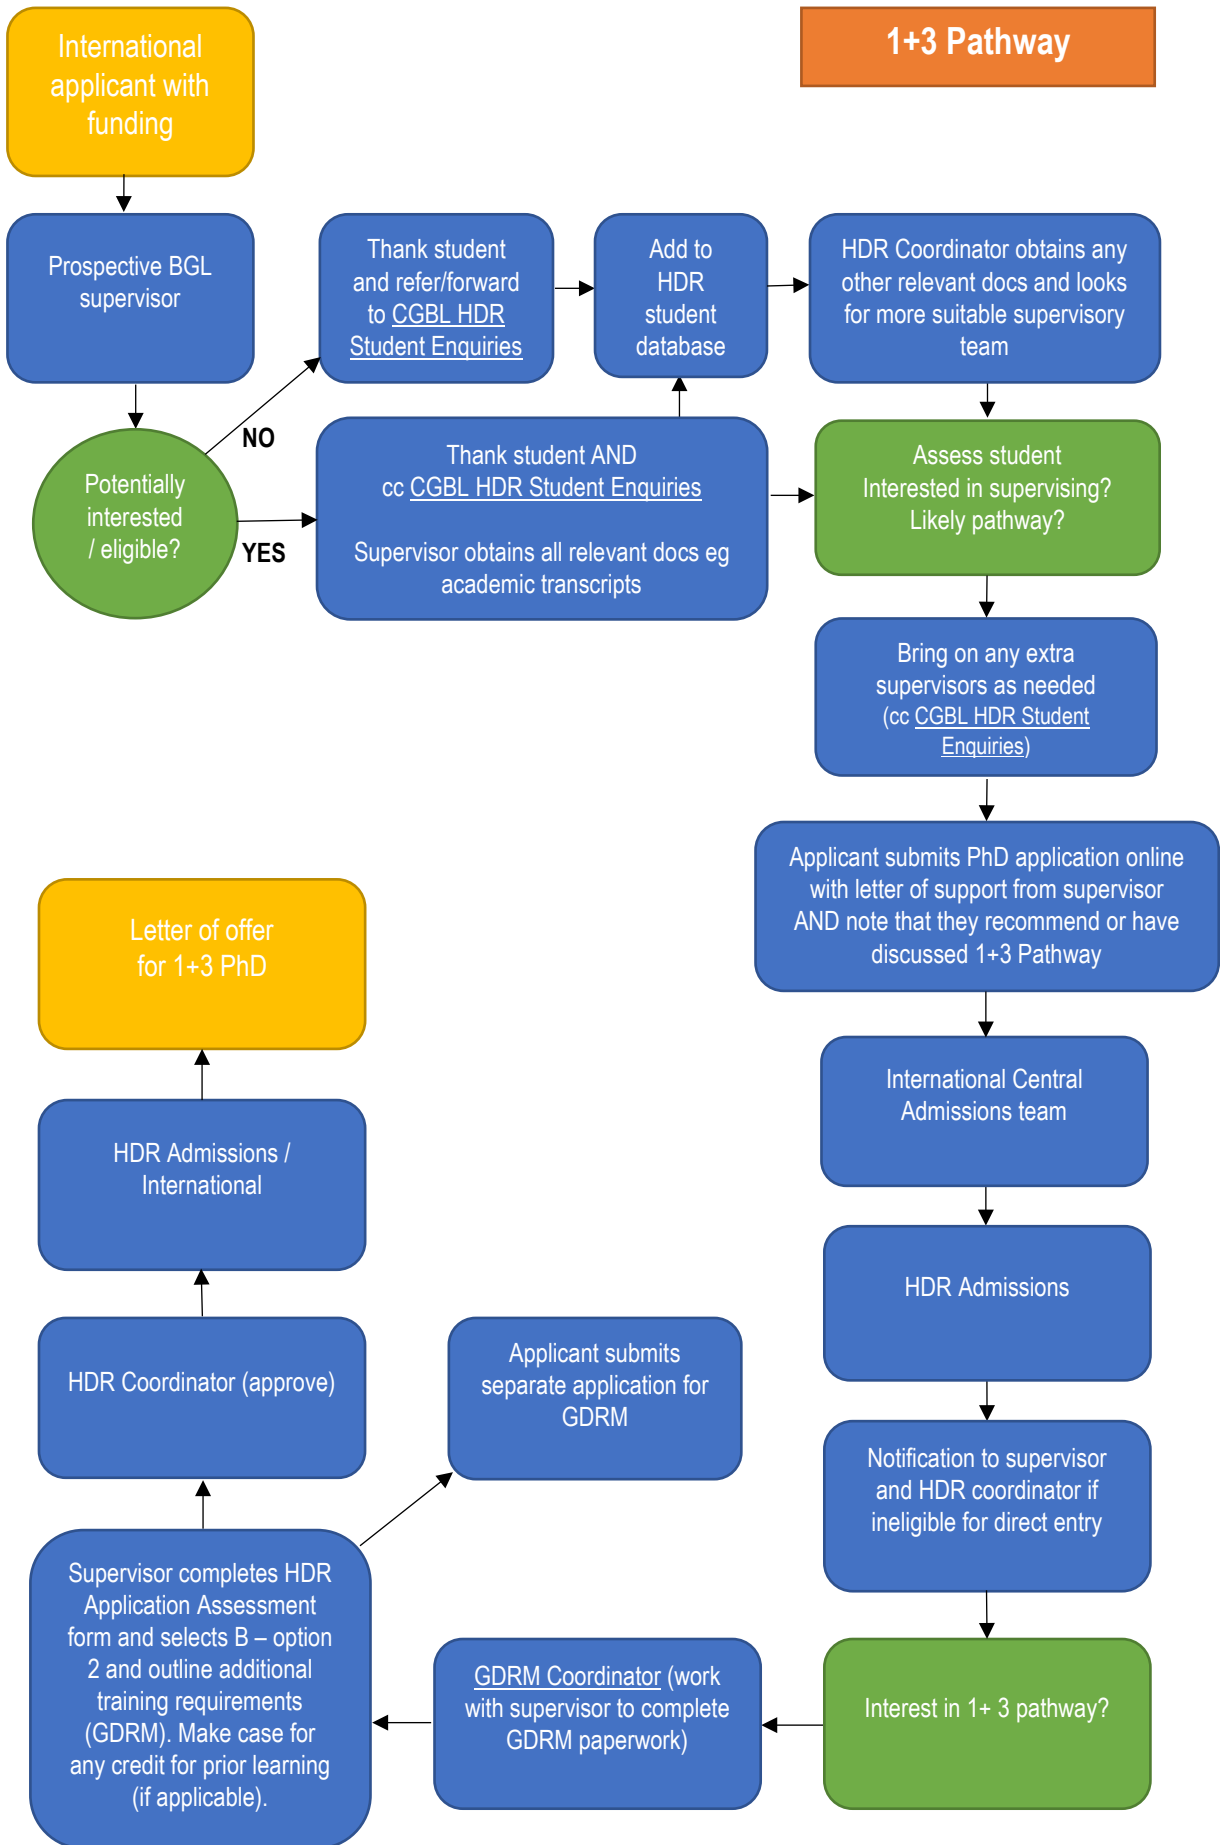 International
applicant with
funding
1+3 Pathway
Prospective BGL
supervisor
Thank student
and refer/forward
to CGBL HDR
Student Enquiries
Add to
HDR
student
database
HDR Coordinator obtains any
other relevant docs and looks
for more suitable supervisory
team
NO
Potentially
interested
/ eligible?
YES
Thank student AND
cc CGBL HDR Student Enquiries
Supervisor obtains all relevant docs eg
academic transcripts
Assess student
Interested in supervising?
Likely pathway?
Bring on any extra
supervisors as needed
(cc CGBL HDR Student
Enquiries)
Applicant submits PhD application online
with letter of support from supervisor
AND note that they recommend or have
discussed 1+3 Pathway
International Central
Admissions team
HDR Admissions
Notification to supervisor
and HDR coordinator if
ineligible for direct entry
Interest in 1+ 3 pathway?
GDRM Coordinator (work
with supervisor to complete
GDRM paperwork)
Supervisor completes HDR
Application Assessment
form and selects B – option
2 and outline additional
training requirements
(GDRM). Make case for
any credit for prior learning
(if applicable).
Applicant submits
separate application for
GDRM
HDR Coordinator (approve)
HDR Admissions /
International
Letter of offer
for 1+3 PhD